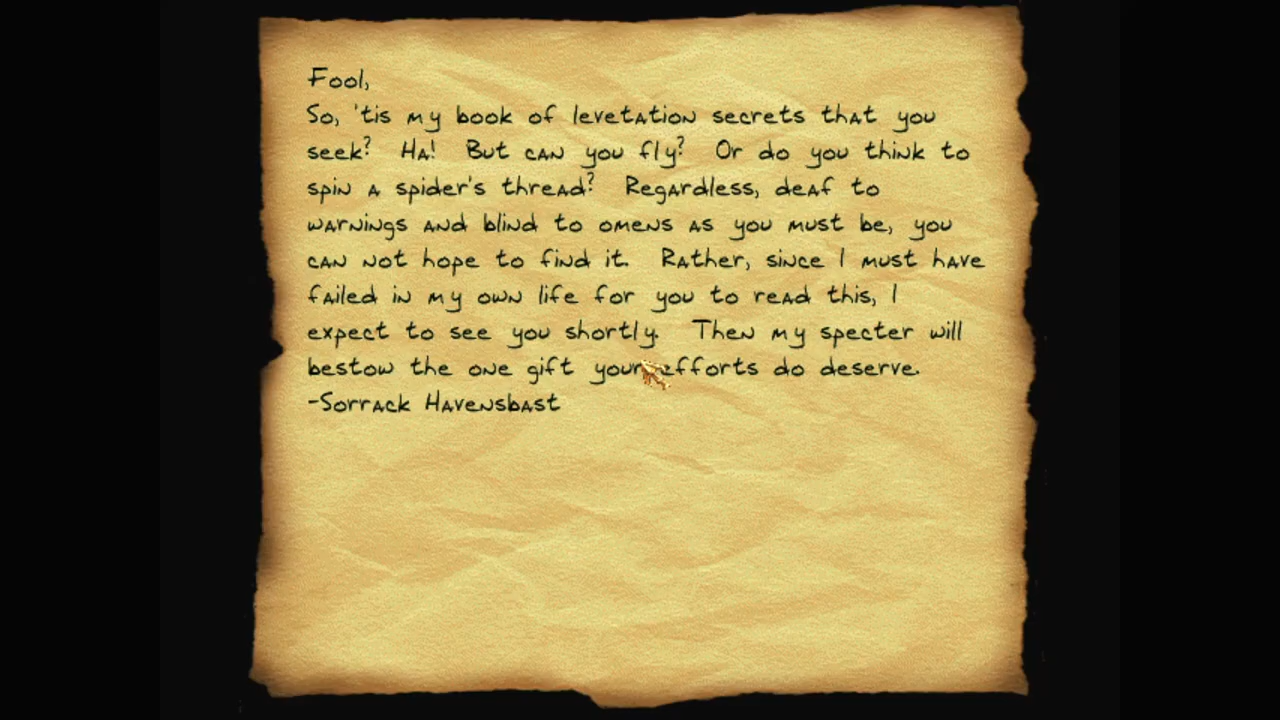 Fool,
So, 'tis my book of levetation secrets that you
seek? Ha! But can you fly? Or do you think to
spin a spider's thread? Regardless, deaf to
warnings and blind to omens as you must be, you
can not hope to find it. Rather, since I must have
failed in my own life for you to read this, I
expect to see you shortly. Then my specter will
bestow the one gift your efforts do deserve.
-Sorrack Havensbast